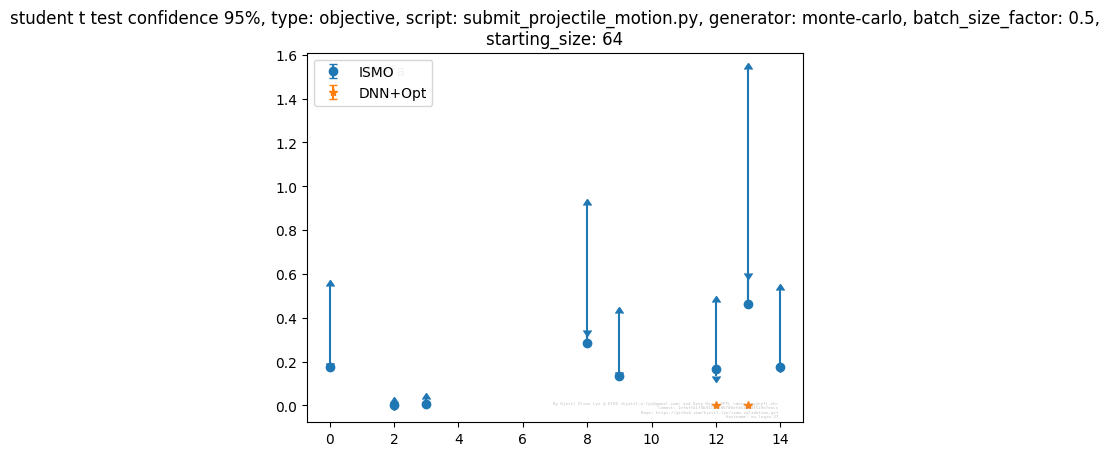 student t test confidence 95%, type: objective, script: submit_projectile_motion.py, generator: monte-carlo, batch_size_factor: 0.5,
starting_size: 64
1.6
ISMO
DNN+Opt
1.4
1.2
1.0
0.8
0.6
0.4
0.2
0.0
0 2 4 6 8 10 12 14